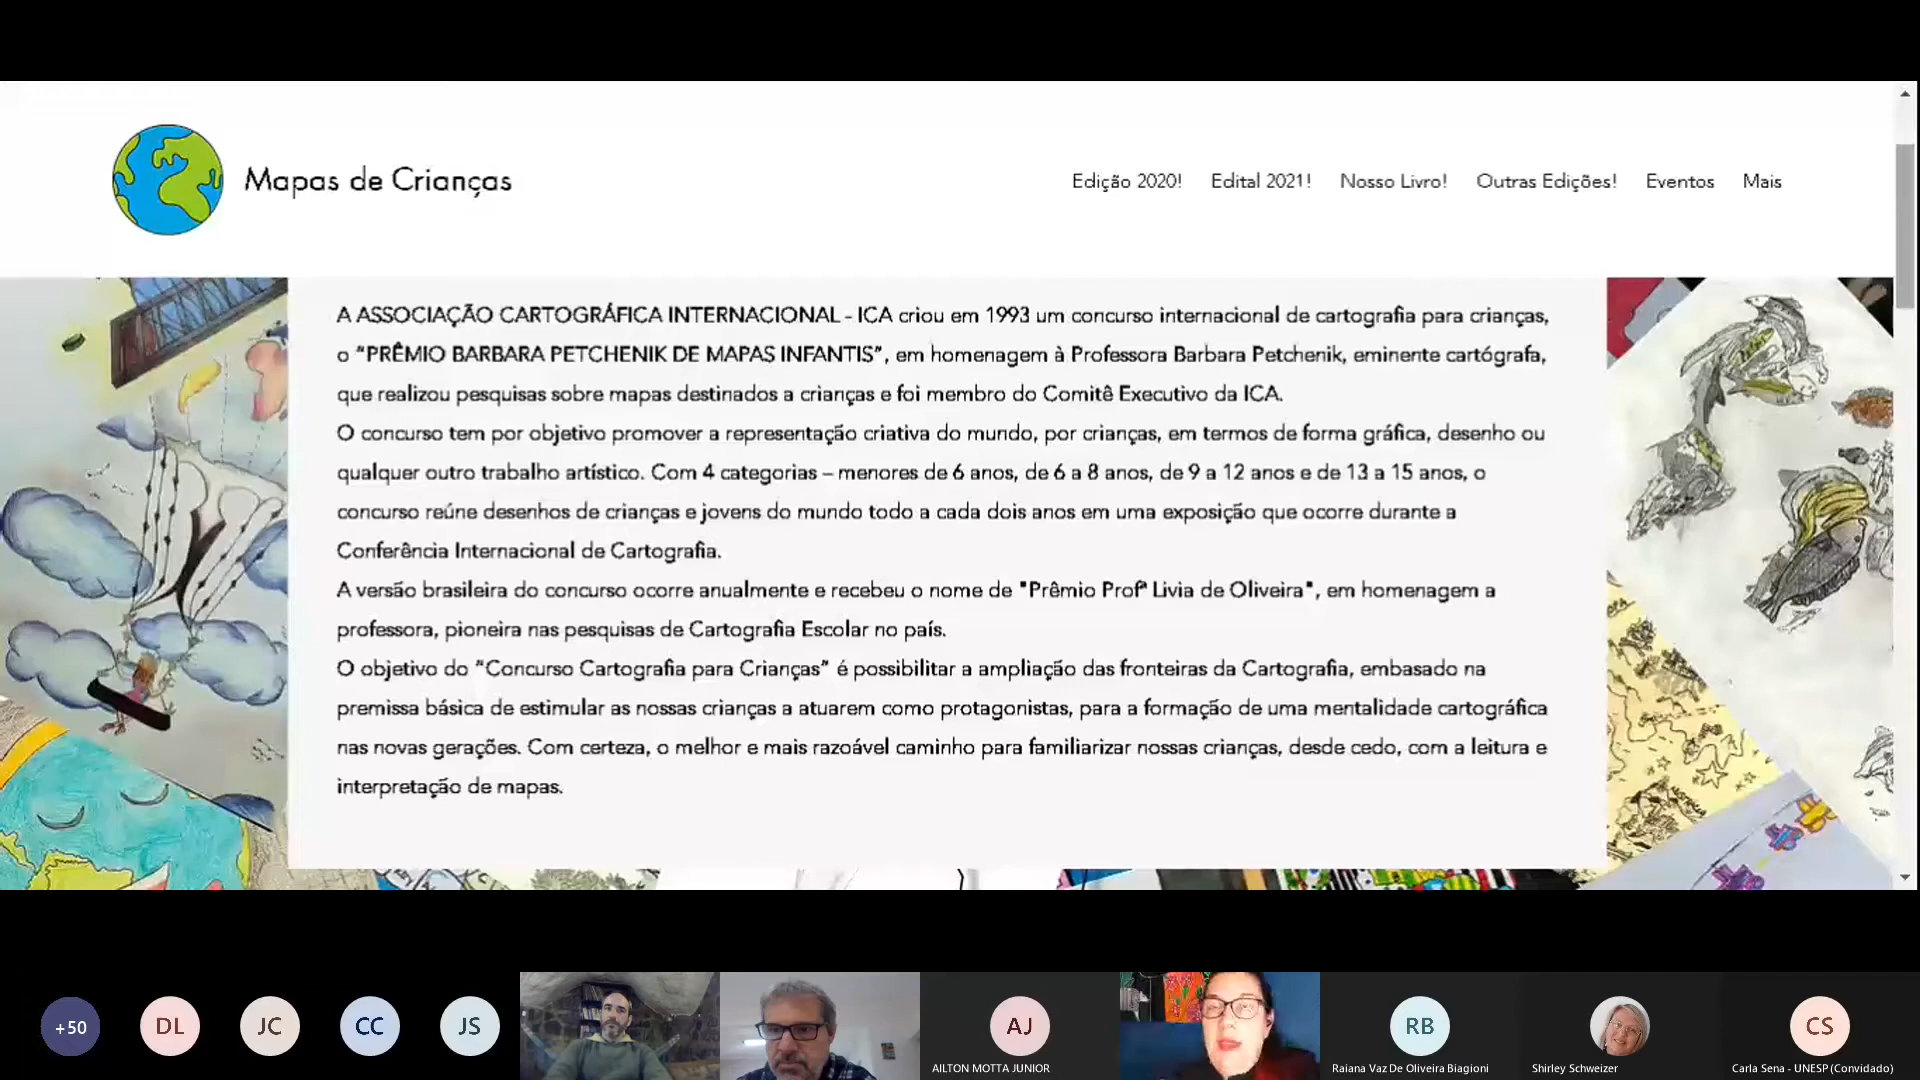 Mapas de Crianças
Edição 2020! Edital 2021! Nosso Livro! Outras Edições! Eventos Mais
A ASSOCIAÇÃO CARTOGRÁFICA INTERNACIONAL - ICA criou em 1993 um concurso internacional de cartografia para crianças,
o “PRÊMIO BARBARA PETCHENIK DE MAPAS INFANTIS”, em homenagem à Professora Barbara Petchenik, eminente cartógrafa,
que realizou pesquisas sobre mapas destinados a crianças e foi membro do Comitê Executivo da ICA.
O concurso tem por objetivo promover a representação criativa do mundo, por crianças, em termos de forma gráfica, desenho ou
qualquer outro trabalho artístico. Com 4 categorias – menores de 6 anos, de 6 a 8 anos, de 9 a 12 anos e de 13 a 15 anos, o
concurso reúne desenhos de crianças e jovens do mundo todo a cada dois anos em uma exposição que ocorre durante a
Conferência Internacional de Cartografia.
A versão brasileira do concurso ocorre anualmente e recebeu o nome de "Prêmio Profª Livia de Oliveira", em homenagem a
professora, pioneira nas pesquisas de Cartografia Escolar no país.
O objetivo do “Concurso Cartografia para Crianças” é possibilitar a ampliação das fronteiras da Cartografia, embasado na
premissa básica de estimular as nossas crianças a atuarem como protagonistas, para a formação de uma mentalidade cartográfica
nas novas gerações. Com certeza, o melhor e mais razoável caminho para familiarizar nossas crianças, desde cedo, com a leitura e
interpretação de mapas.
+50 DL JC CC JS AJ RB CS
AILTON MOTTA JUNIOR Raiana Vaz De Oliveira Biagioni Shirley Schweizer Carla Sena - UNESP (Convidado)